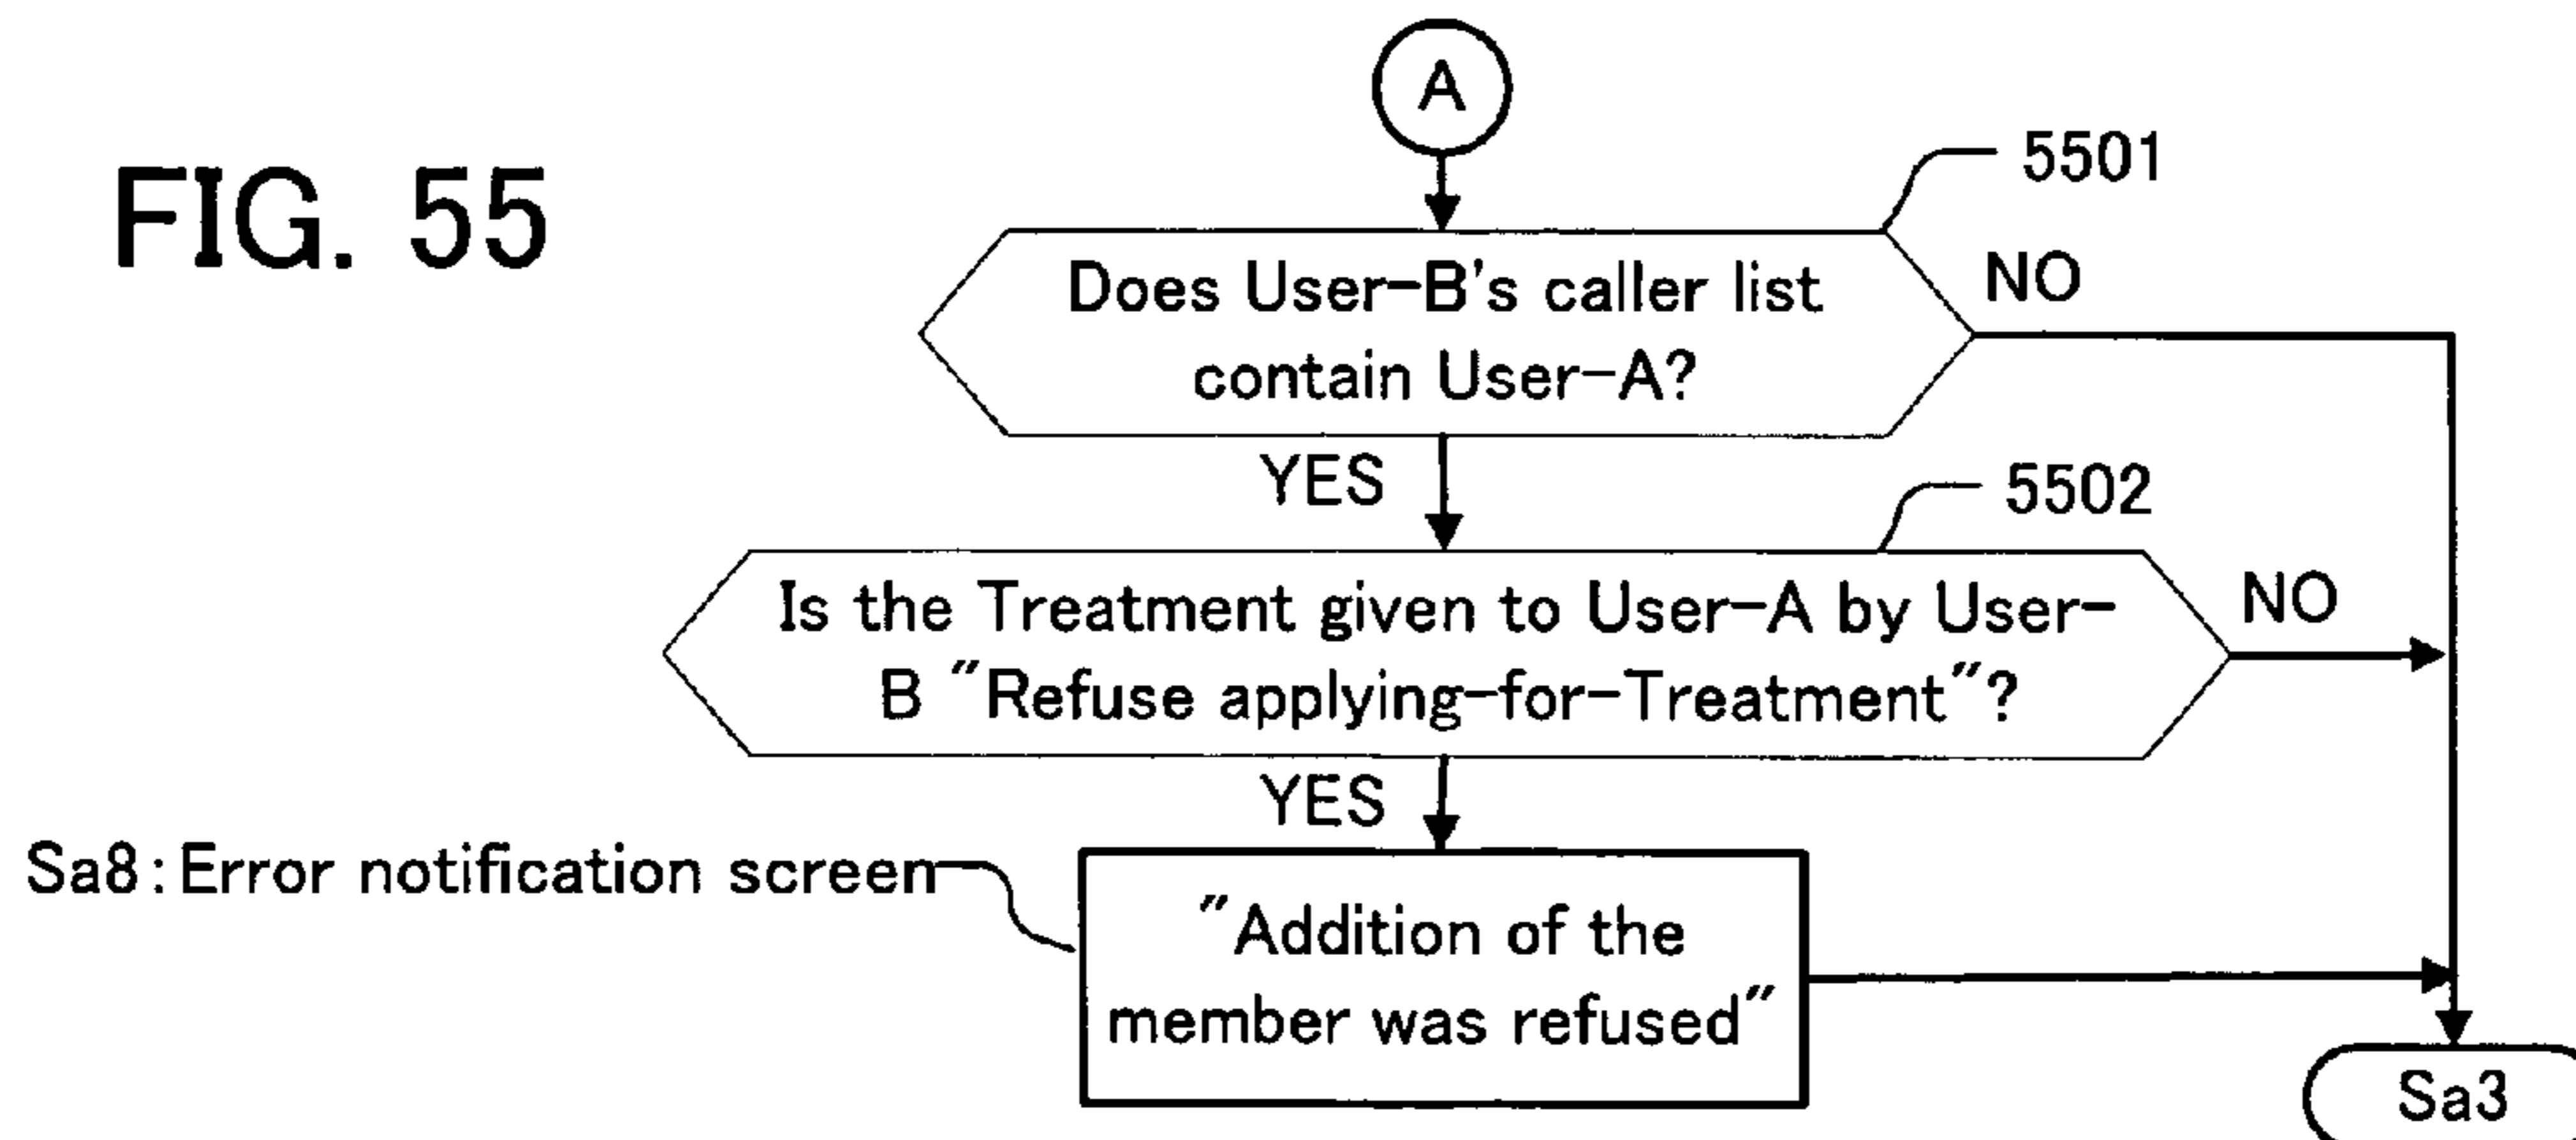 A
FIG. 55
5501
Does User-B's caller list
contain User-A?
NO
YES
5502
Is the Treatment given to User-A by User-
B "Refuse applying-for-Treatment"?
NO
YES
Sa8:Error notification screen
"Addition of the
member was refused"
Sa3